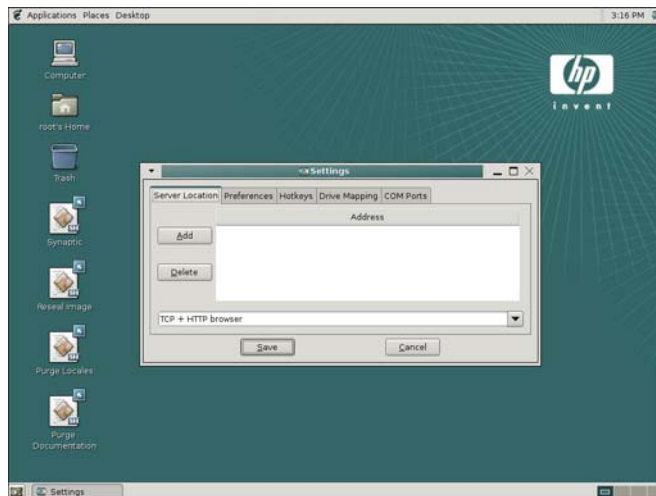 Applications Places Desktop
3:16 PM
Computer
root's Home
Trash
Synaptic
Reseal Image
Purge Locales
Purge
Documentation
hp
invent
Settings
Server Location Preferences Hotkeys Drive Mapping COM Ports
Address
Add
Delete
TCP + HTTP browser
Save
Cancel
Settings